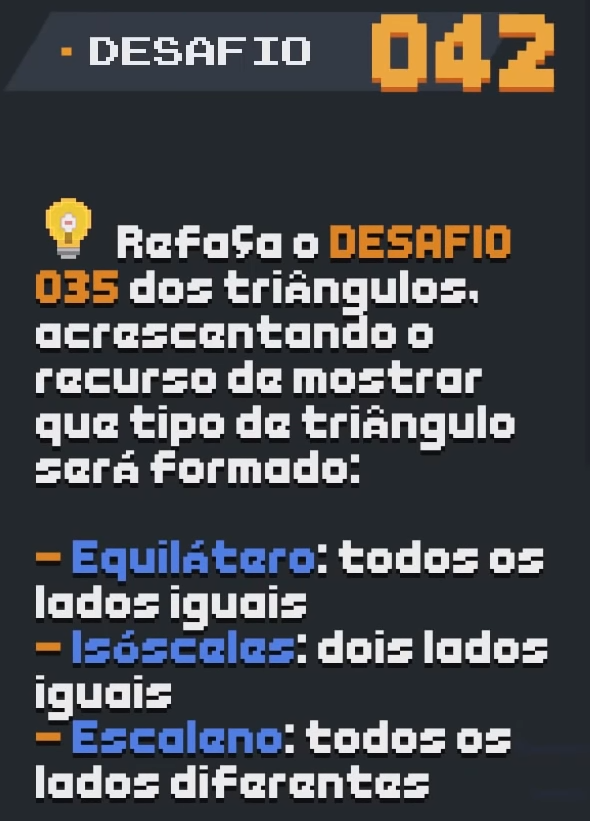 · DESAFIO 042
Refaça o DESAFIO
035 dos triângulos,
acrescentando o
recurso de mostrar
que tipo de triângulo
será formado:
- Equilátero: todos os
lados iguais
- Isósceles: dois lados
iguais
- Escaleno: todos os
lados diferentes